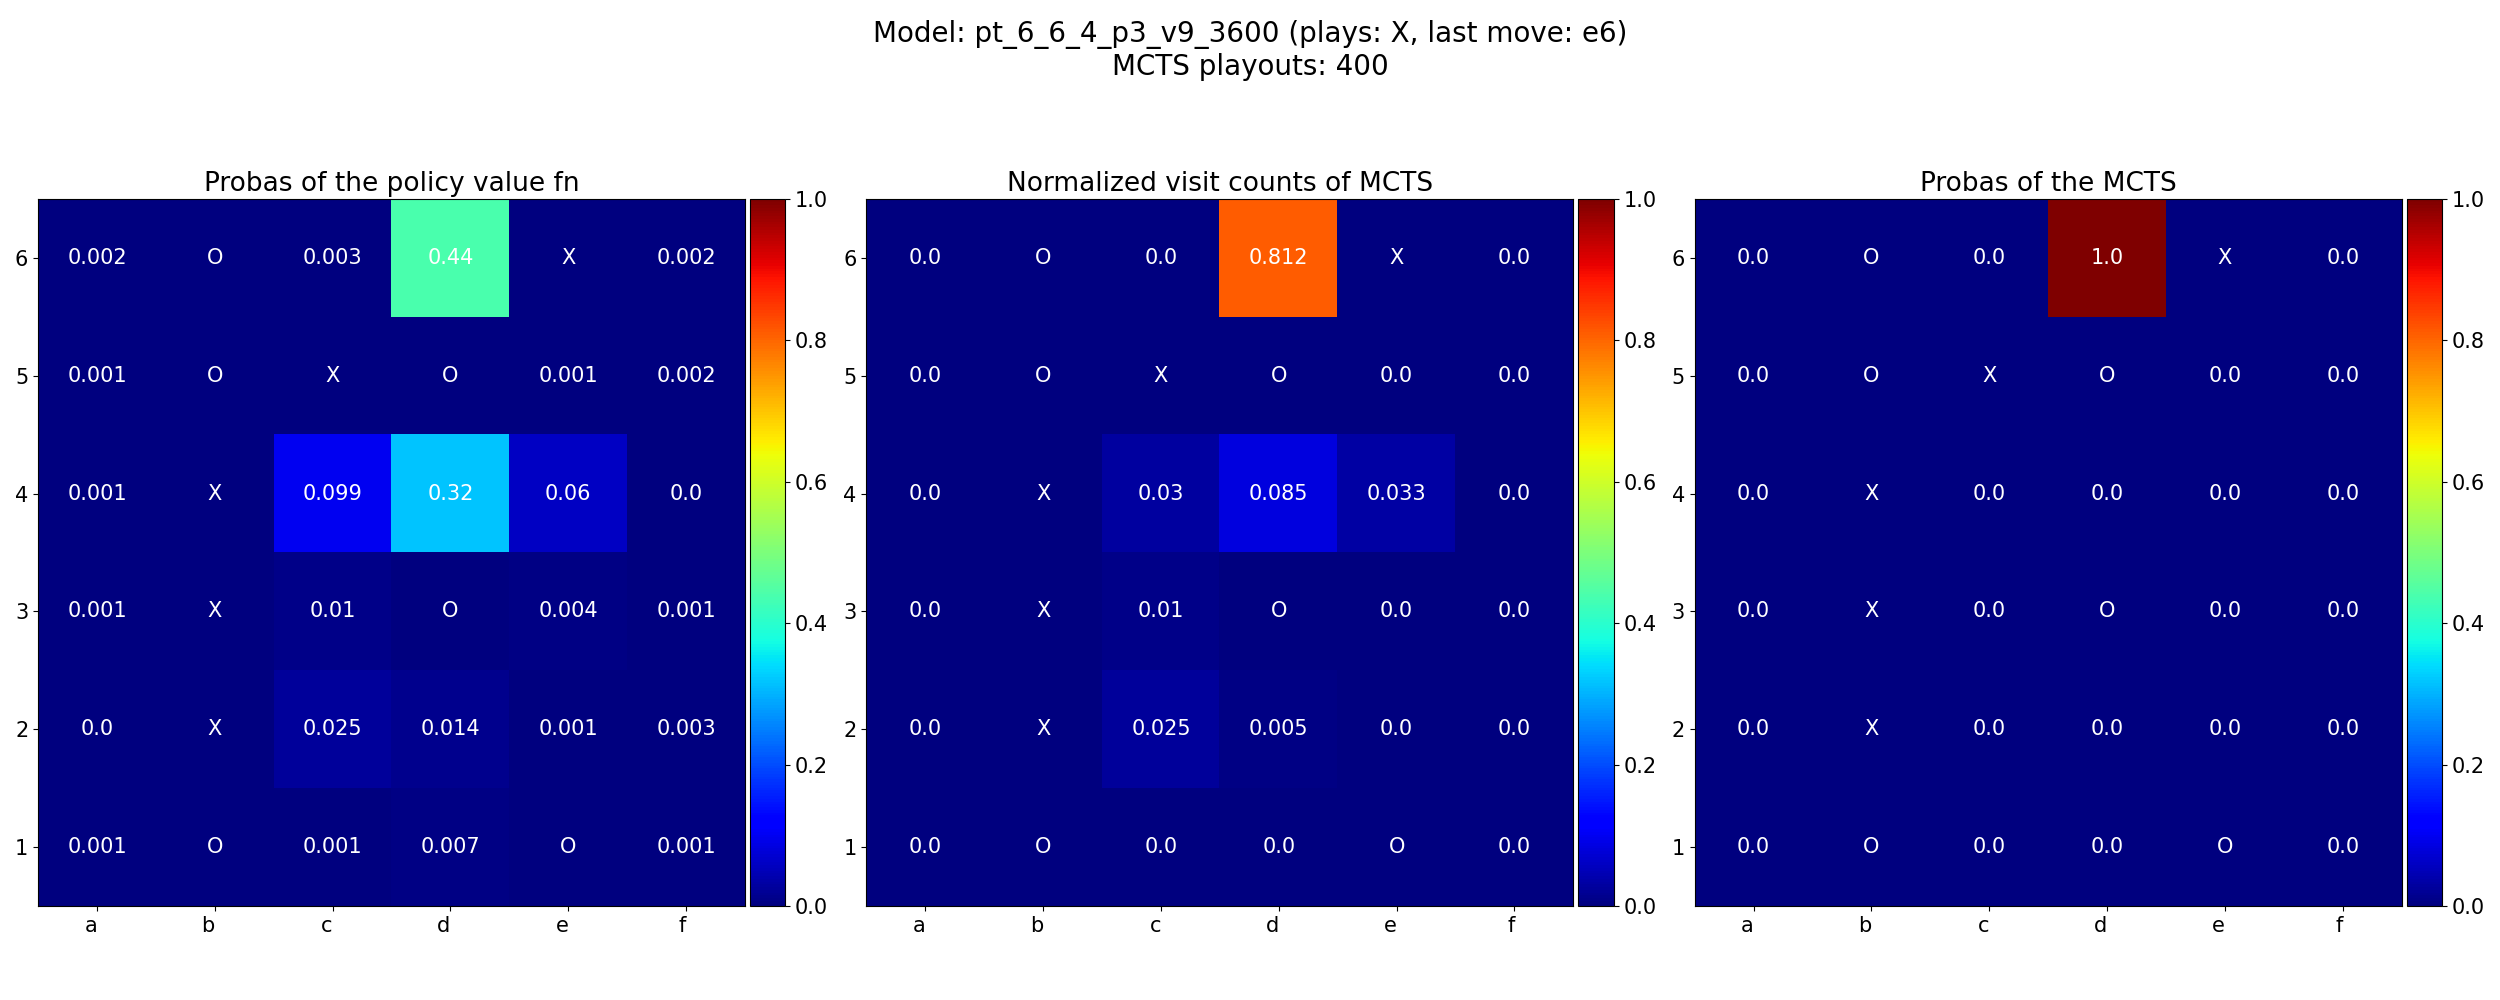 Model: pt_6_6_4_p3_v9_3600 (plays: X, last move: e6)
MCTS playouts: 400
Probas of the policy value fn
1.0
6 0.002 O 0.003 0.44 X 0.002
0.8
5 0.001 O X O 0.001 0.002
0.6
4 0.001 X 0.099 0.32 0.06 0.0
0.4
3 0.001 X 0.01 O 0.004 0.001
2 0.0 X 0.025 0.014 0.001 0.003
0.2
1 0.001 O 0.001 0.007 O 0.001
0.0
a b c d e f
Normalized visit counts of MCTS
1.0
6 0.0 O 0.0 0.812 X 0.0
0.8
5 0.0 O X O 0.0 0.0
0.6
4 0.0 X 0.03 0.085 0.033 0.0
0.4
3 0.0 X 0.01 O 0.0 0.0
2 0.0 X 0.025 0.005 0.0 0.0
0.2
1 0.0 O 0.0 0.0 O 0.0
0.0
a b c d e f
Probas of the MCTS
1.0
6 0.0 O 0.0 1.0 X 0.0
0.8
5 0.0 O X O 0.0 0.0
0.6
4 0.0 X 0.0 0.0 0.0 0.0
0.4
3 0.0 X 0.0 O 0.0 0.0
2 0.0 X 0.0 0.0 0.0 0.0
0.2
1 0.0 O 0.0 0.0 O 0.0
0.0
a b c d e f